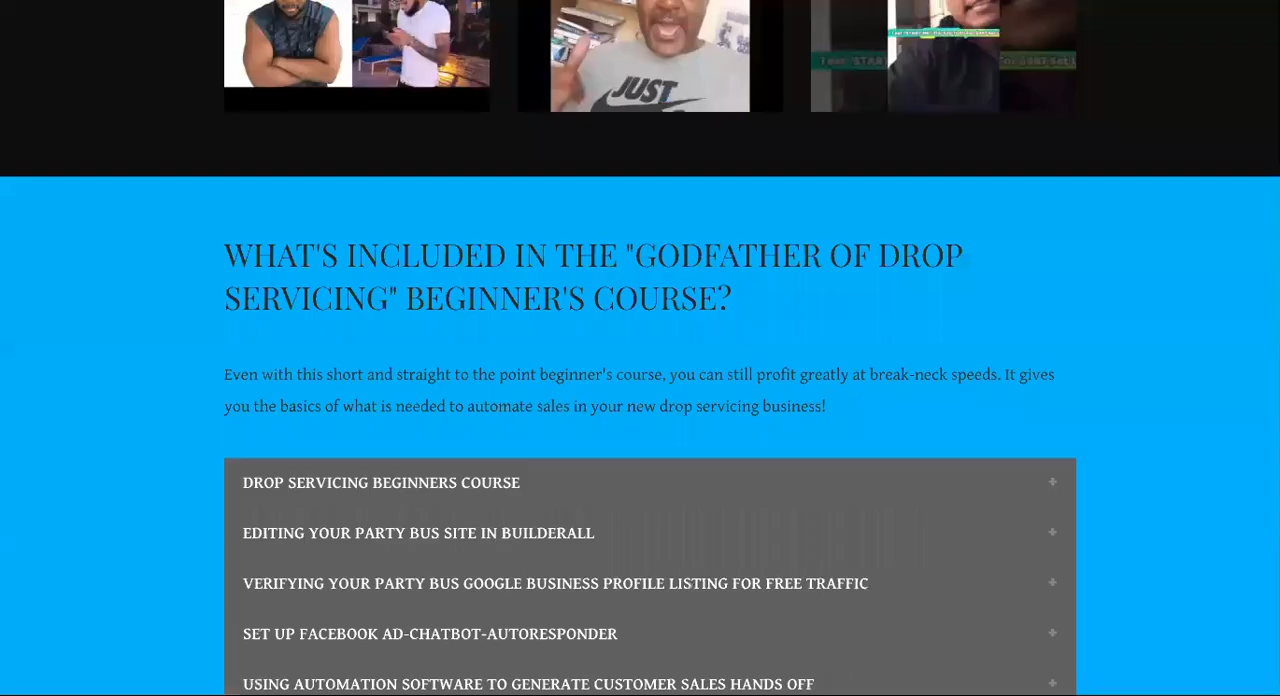 JUST
WHAT'S INCLUDED IN THE "GODFATHER OF DROP
SERVICING" BEGINNER'S COURSE?
Even with this short and straight to the point beginner's course, you can still profit greatly at break-neck speeds. It gives
you the basics of what is needed to automate sales in your new drop servicing business!
DROP SERVICING BEGINNERS COURSE
+
EDITING YOUR PARTY BUS SITE IN BUILDERALL
+
VERIFYING YOUR PARTY BUS GOOGLE BUSINESS PROFILE LISTING FOR FREE TRAFFIC
+
SET UP FACEBOOK AD-CHATBOT-AUTORESPONDER
+
USING AUTOMATION SOFTWARE TO GENERATE CUSTOMER SALES HANDS OFF
+